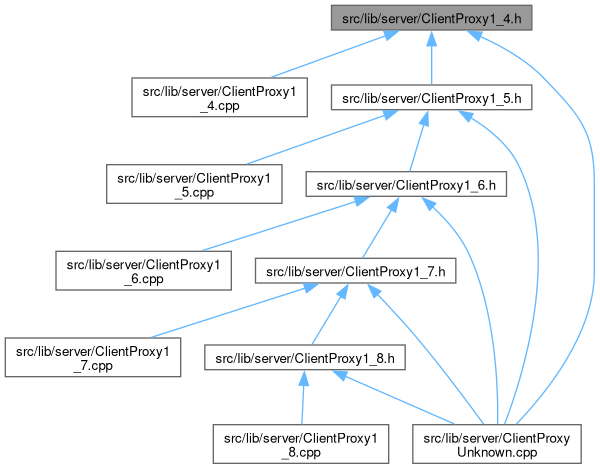 src/lib/server/ClientProxy1_4.h
src/lib/server/ClientProxy1
_4.cpp
src/lib/server/ClientProxy1_5.h
src/lib/server/ClientProxy1
_5.cpp
src/lib/server/ClientProxy1_6.h
src/lib/server/ClientProxy1
_6.cpp
src/lib/server/ClientProxy1_7.h
src/lib/server/ClientProxy1
_7.cpp
src/lib/server/ClientProxy1_8.h
src/lib/server/ClientProxy1
_8.cpp
src/lib/server/ClientProxy
Unknown.cpp